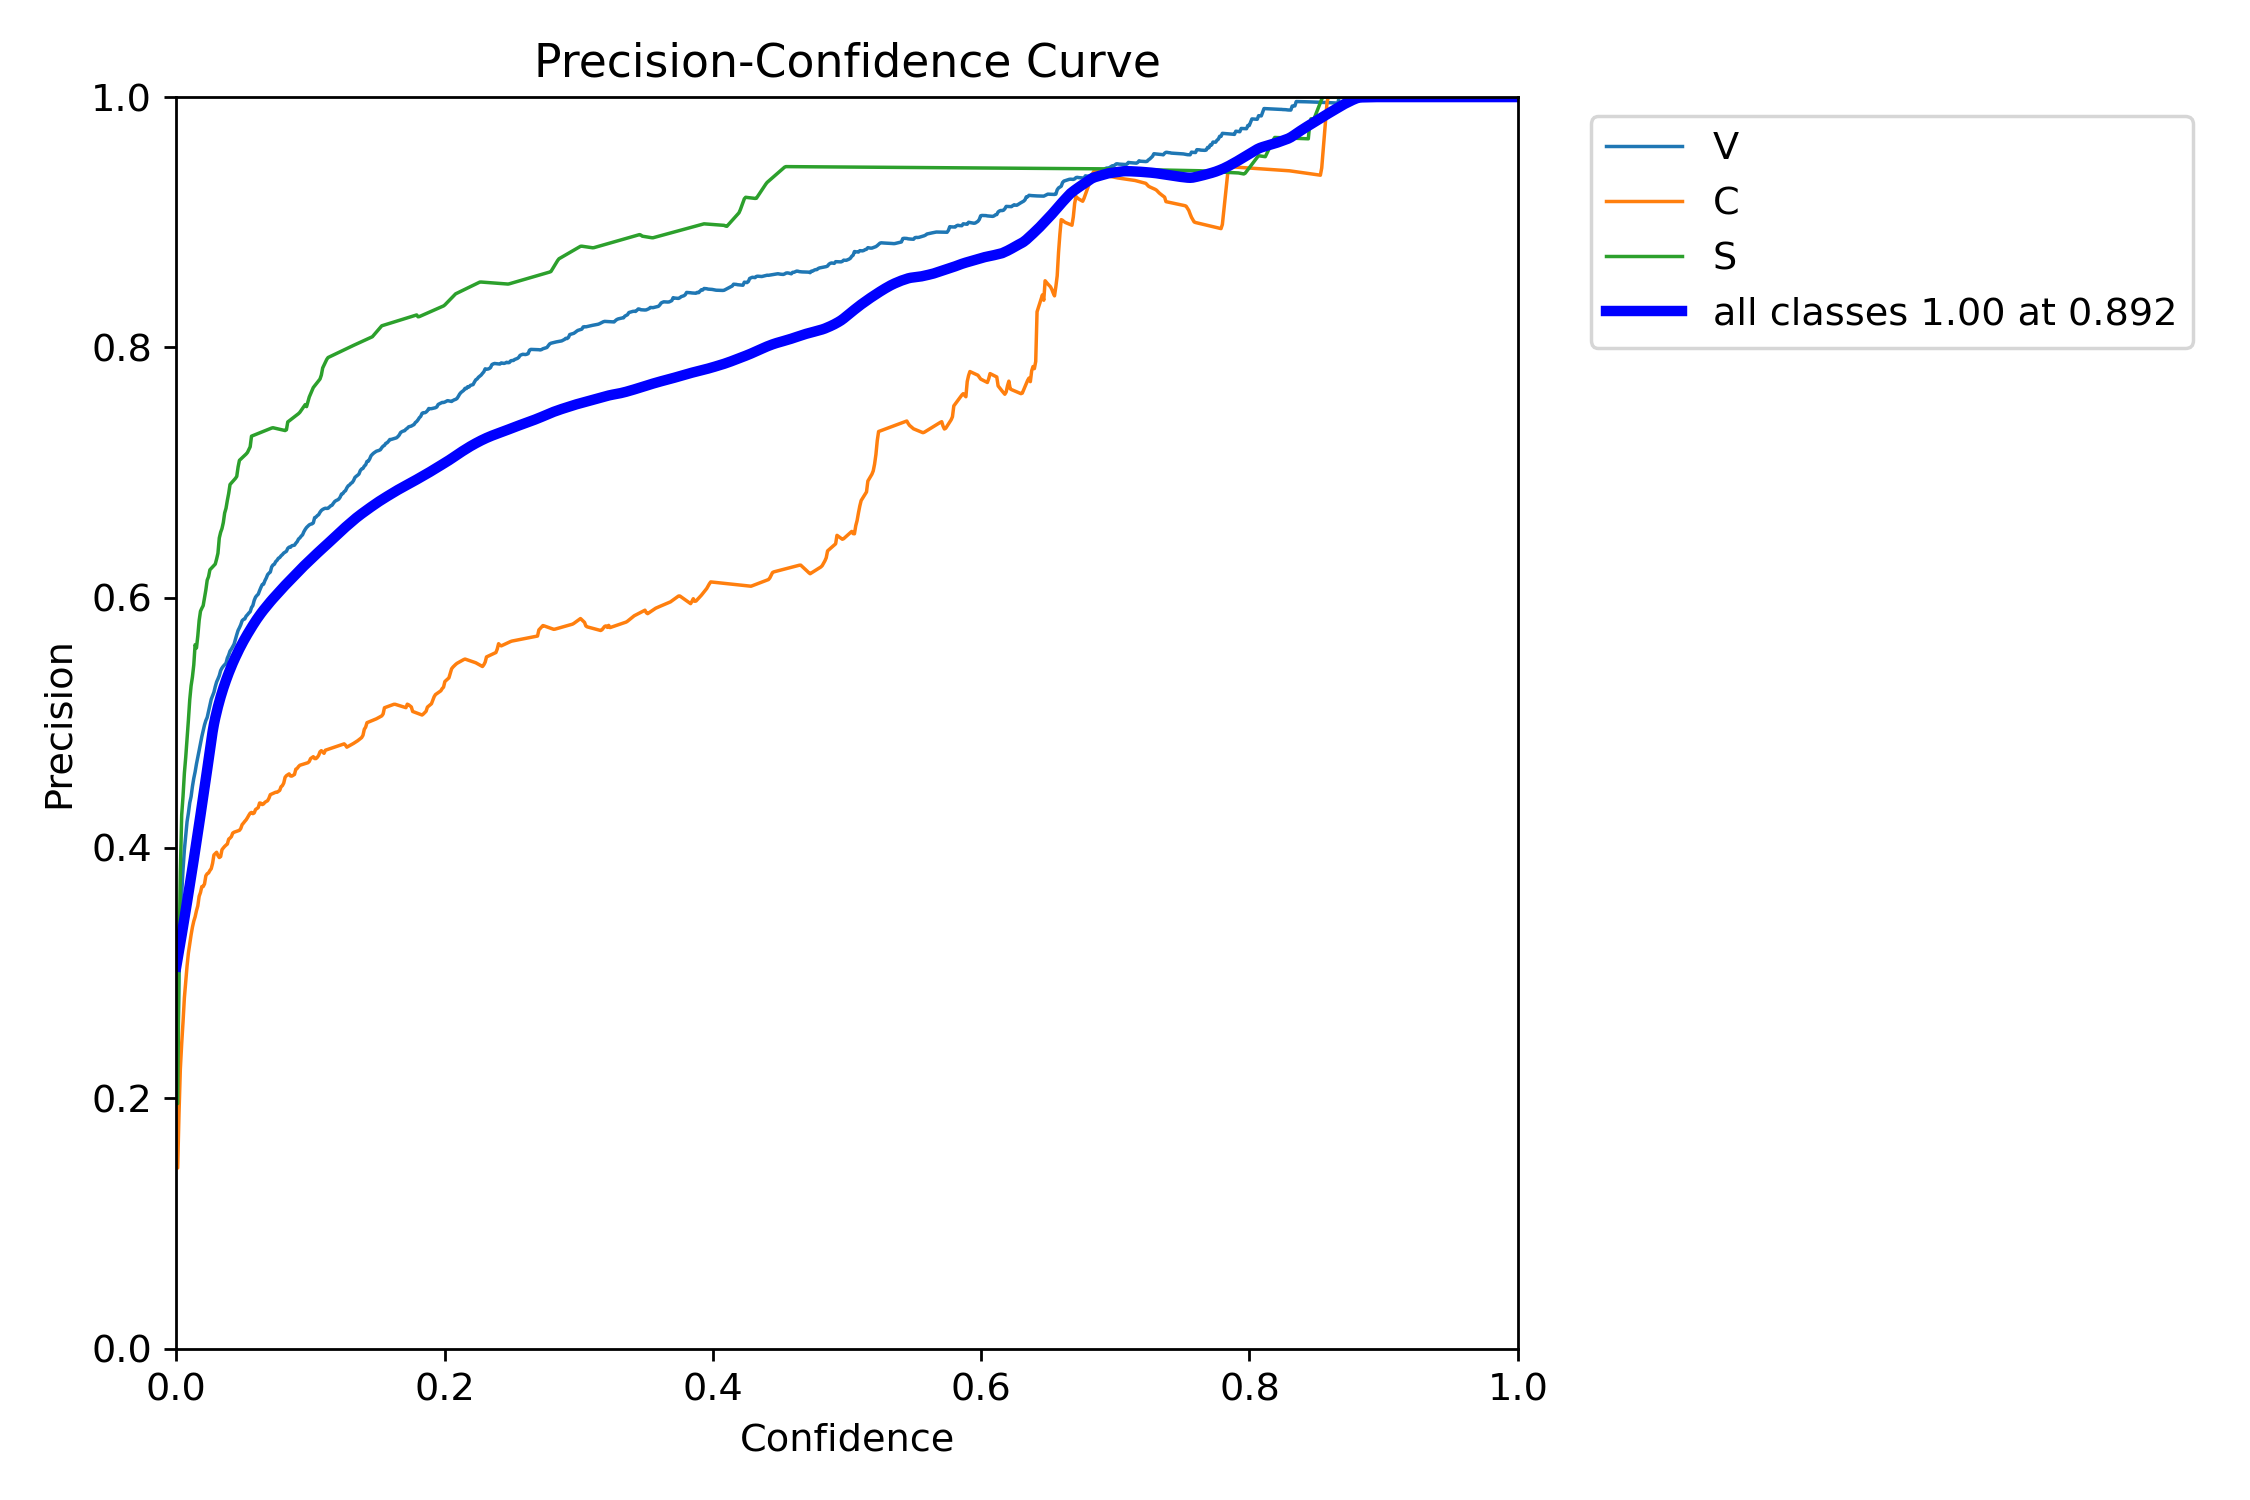 Precision-Confidence Curve
1.0
0.8
0.6
0.4
0.2
0.0
Precision
0.0 0.2 0.4 0.6 0.8 1.0
Confidence
V
C
S
all classes 1.00 at 0.892